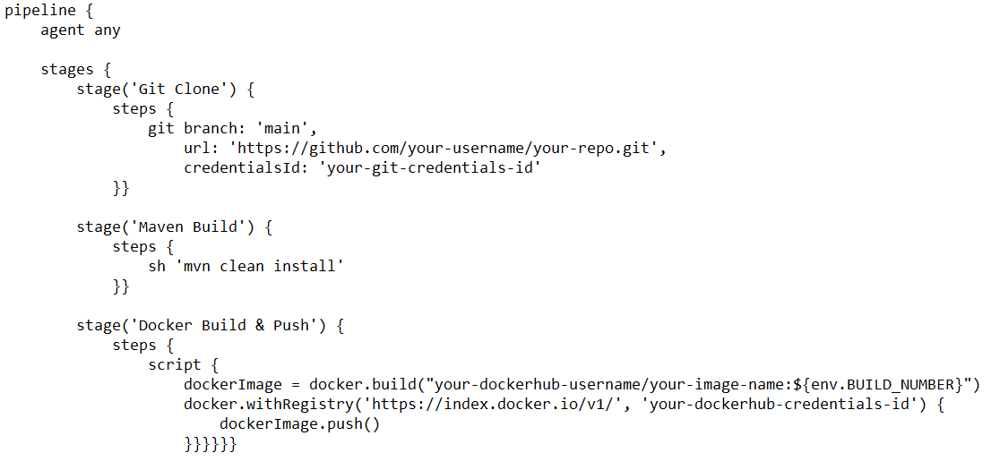 pipeline {
    agent any
    stages {
        stage('Git Clone') {
            steps {
                git branch: 'main',
                    url: 'https://github.com/your-username/your-repo.git',
                    credentialsId: 'your-git-credentials-id'
            }}
        stage('Maven Build') {
            steps {
                sh 'mvn clean install'
            }}
        stage('Docker Build & Push') {
            steps {
                script {
                    dockerImage = docker.build("your-dockerhub-username/your-image-name:${env.BUILD_NUMBER}")
                    docker.withRegistry('https://index.docker.io/v1/', 'your-dockerhub-credentials-id') {
                        dockerImage.push()
                    }}}}}}